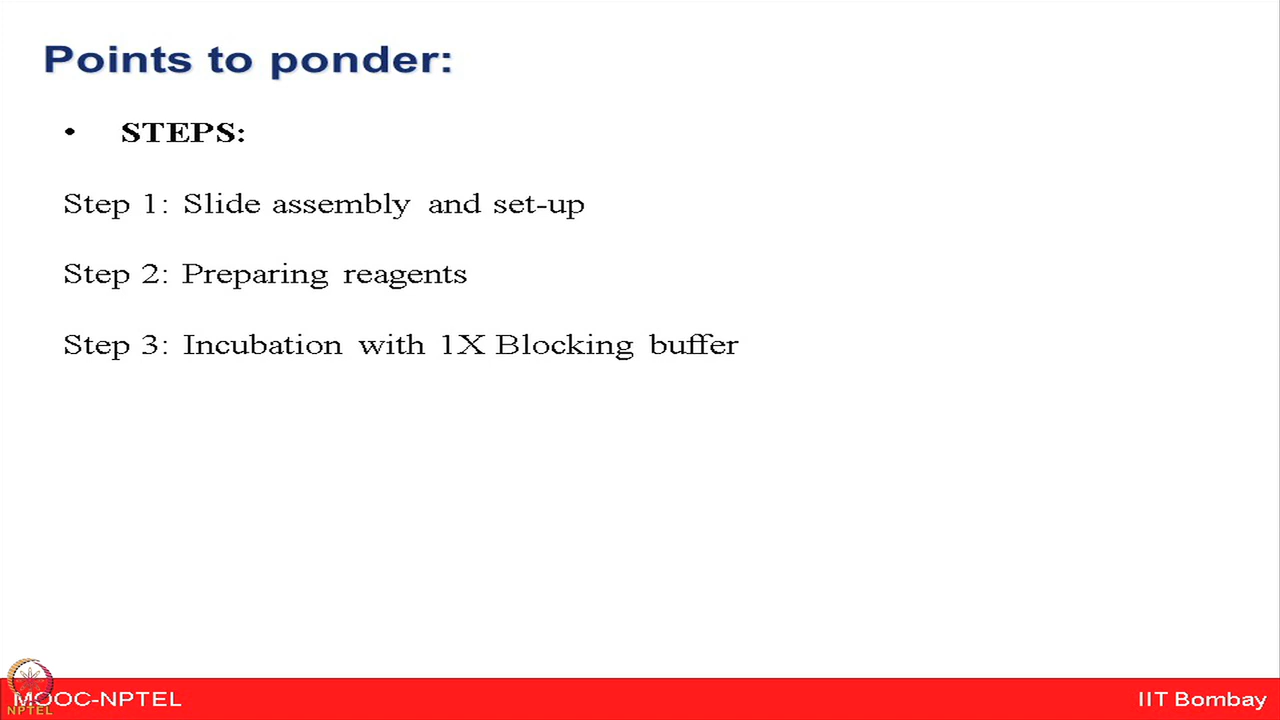 Points to ponder:
• STEPS:
Step 1: Slide assembly and set-up
Step 2: Preparing reagents
Step 3: Incubation with 1X Blocking buffer
MOOC-NPTEL
NPTEL
IIT Bombay